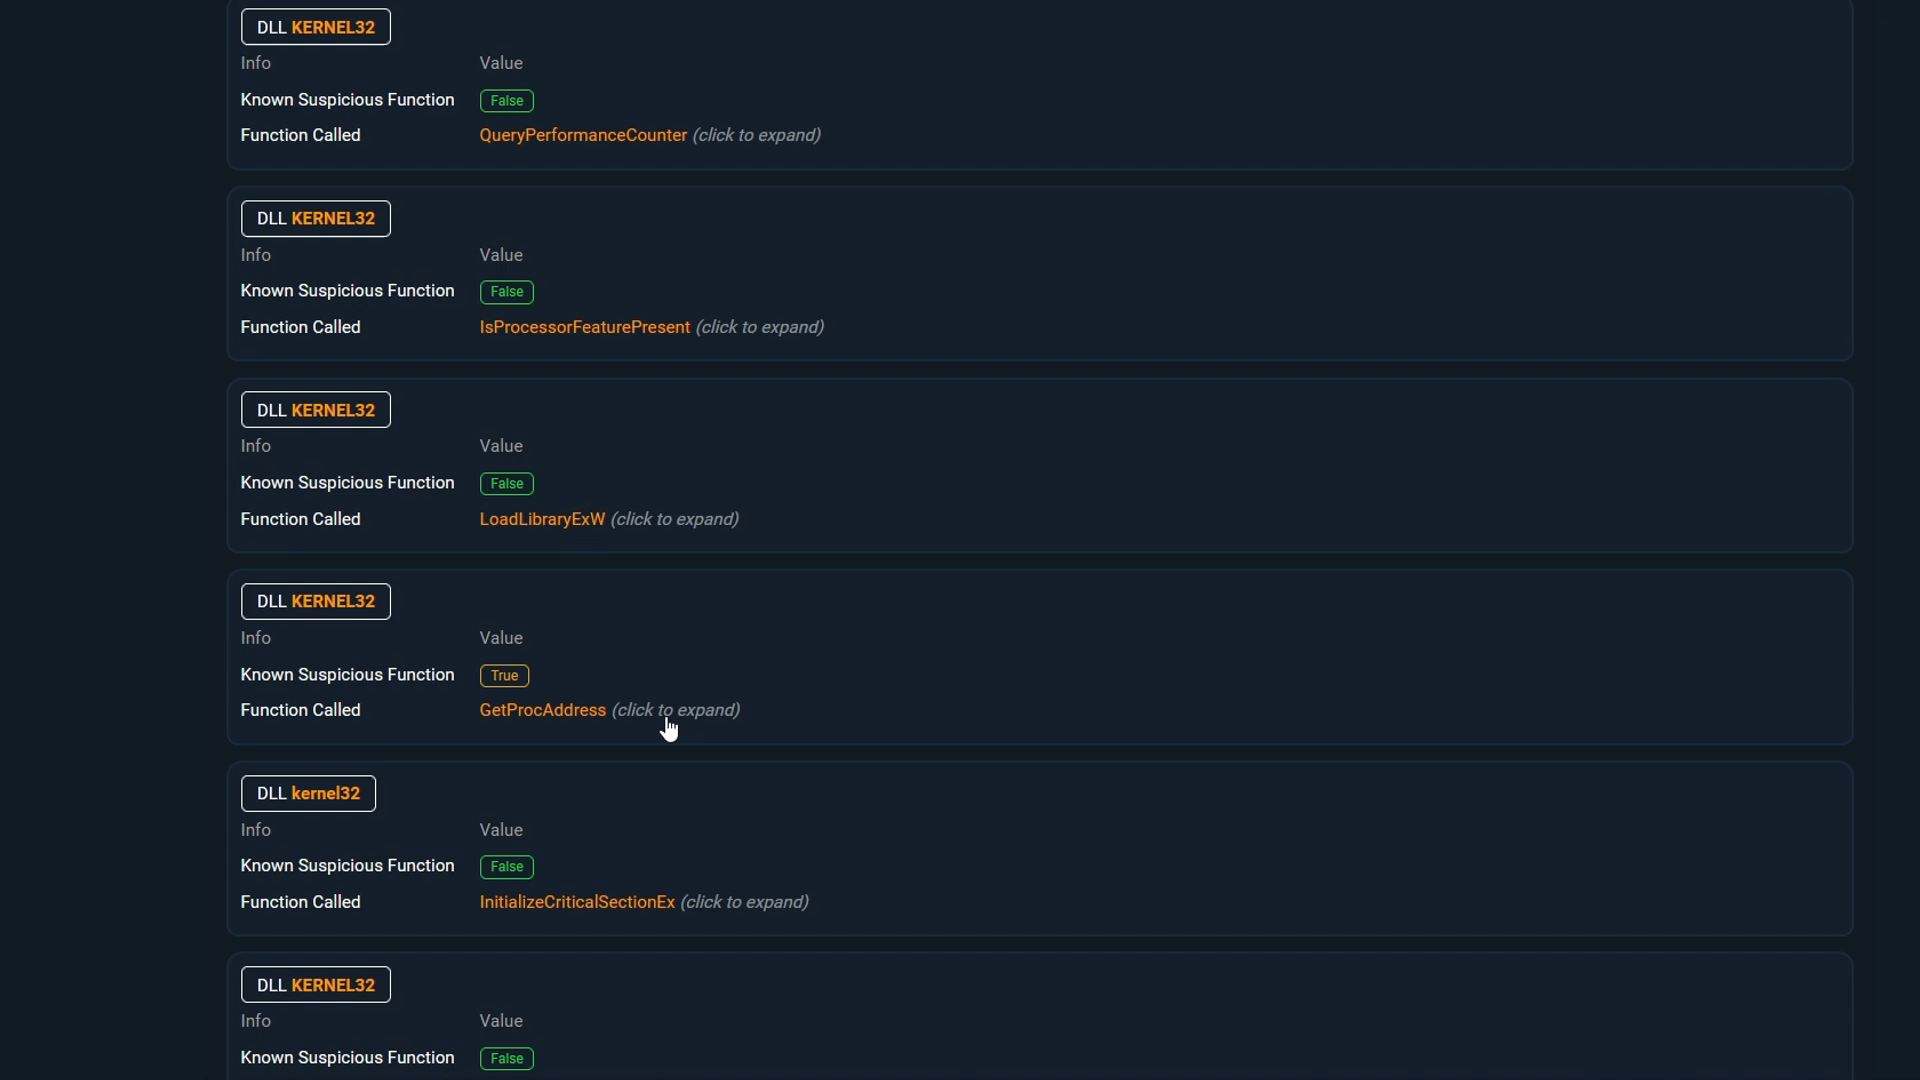 DLL KERNEL32
Info Value
Known Suspicious Function False
Function Called QueryPerformanceCounter (click to expand)
DLL KERNEL32
Info Value
Known Suspicious Function False
Function Called IsProcessorFeaturePresent (click to expand)
DLL KERNEL32
Info Value
Known Suspicious Function False
Function Called LoadLibraryExW (click to expand)
DLL KERNEL32
Info Value
Known Suspicious Function True
Function Called GetProcAddress (click to expand)
DLL kernel32
Info Value
Known Suspicious Function False
Function Called InitializeCriticalSectionEx (click to expand)
DLL KERNEL32
Info Value
Known Suspicious Function False